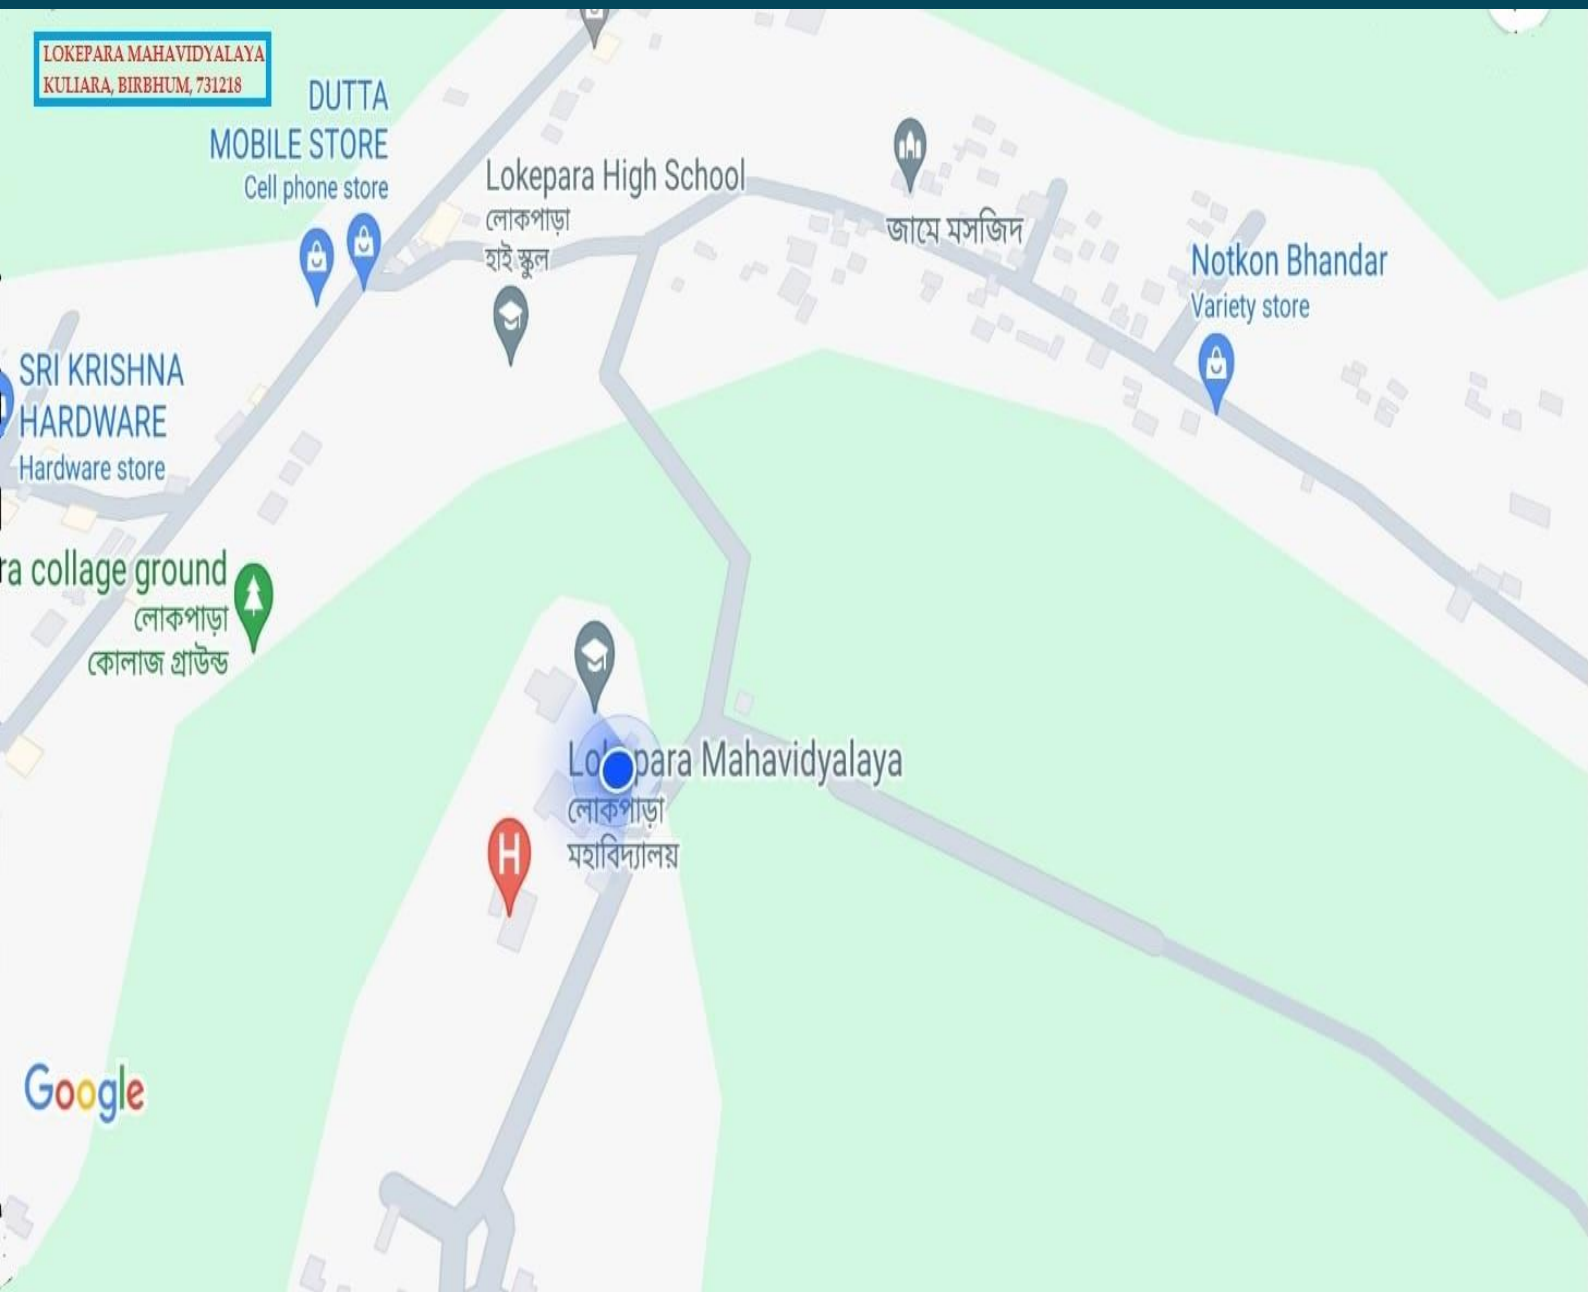 LOKEPARA MAHAVIDYALAYA
KULIARA, BIRBHUM, 731218
DUTTA
MOBILE STORE
Cell phone store
Lokepara High School
লোকপাড়া
হাই স্কুল
জামে মসজিদ
Notkon Bhandar
Variety store
SRI KRISHNA
HARDWARE
Hardware store
ra collage ground
লোকপাড়া
কোলাজ গ্রাউন্ড
Lokepara Mahavidyalaya
লোকপাড়া
মহাবিদ্যালয়
H
Google